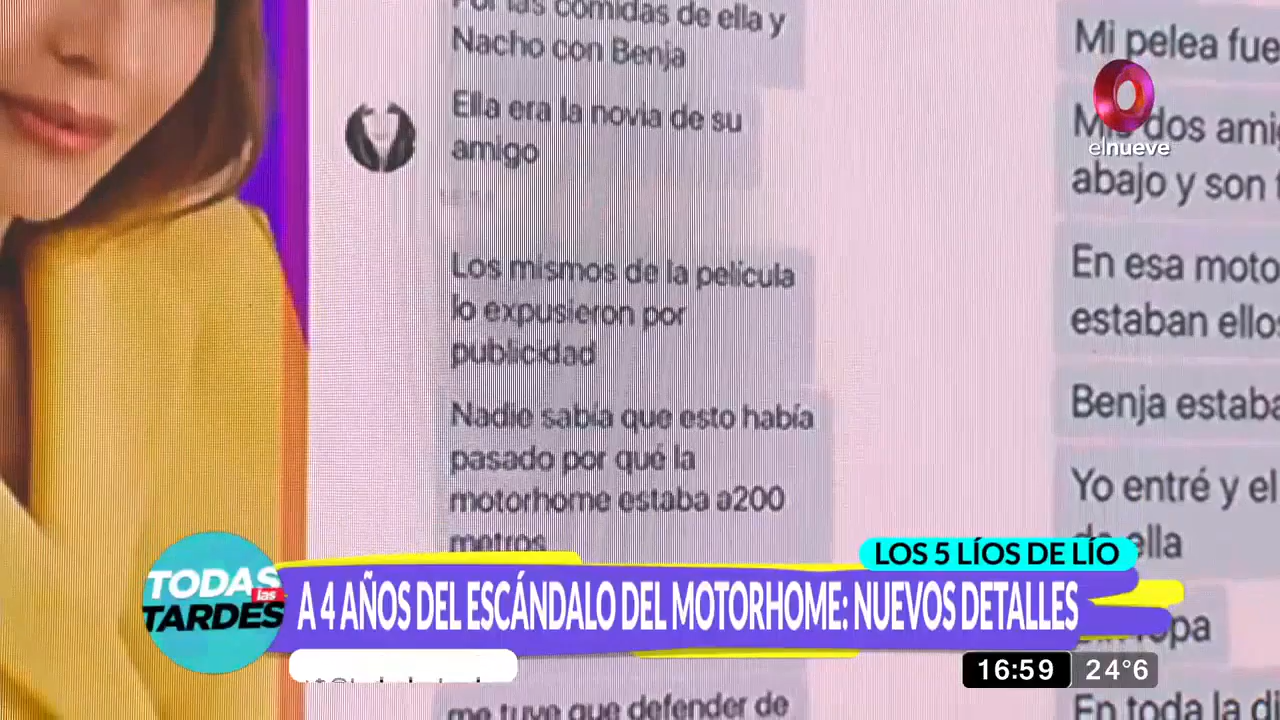 Por las comidas de ella y
Nacho con Benja
Ella era la novia de su
amigo
Los mismos de la película
lo expusieron por
publicidad
Nadie sabía que esto había
pasado por qué la
motorhome estaba a200
metros
me tuve que defender de
Mi pelea fue
Mis dos ami
abajo y son
En esa moto
estaban ellos
Benja estaba
Yo entré y el
de ella
ropa
En toda la di
elnueve
LOS 5 LÍOS DE LÍO
TODAS
las
TARDES
A 4 AÑOS DEL ESCÁNDALO DEL MOTORHOME: NUEVOS DETALLES
16:59
24°6